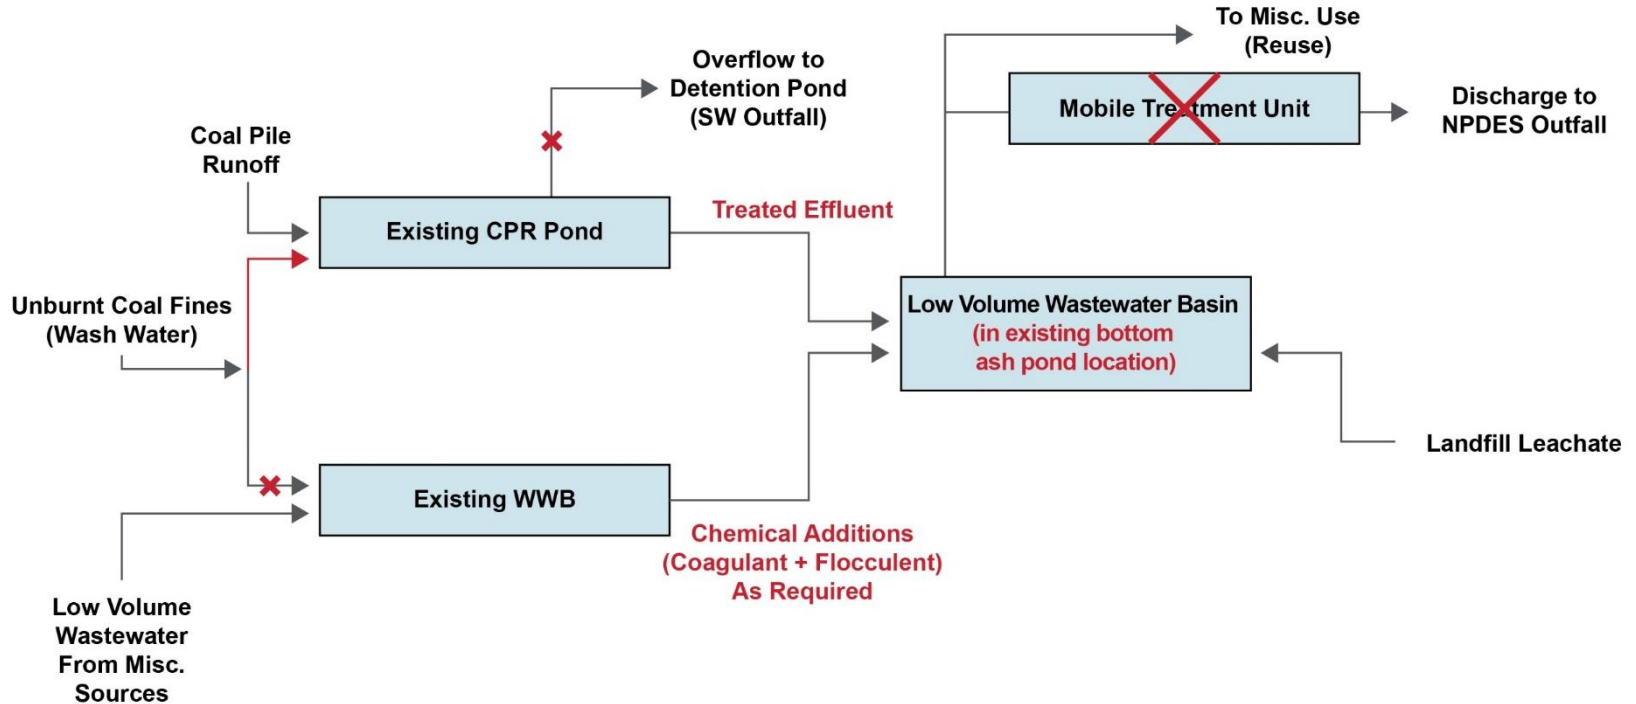 To Misc. Use
(Reuse)
Overflow to
Detention Pond
(SW Outfall)
Mobile Treatment Unit
Discharge to
NPDES Outfall
Coal Pile
Runoff
Existing CPR Pond
Treated Effluent
Unburnt Coal Fines
(Wash Water)
Low Volume Wastewater Basin
(in existing bottom
ash pond location)
Landfill Leachate
Existing WWB
Chemical Additions
(Coagulant + Flocculent)
As Required
Low Volume
Wastewater
From Misc.
Sources